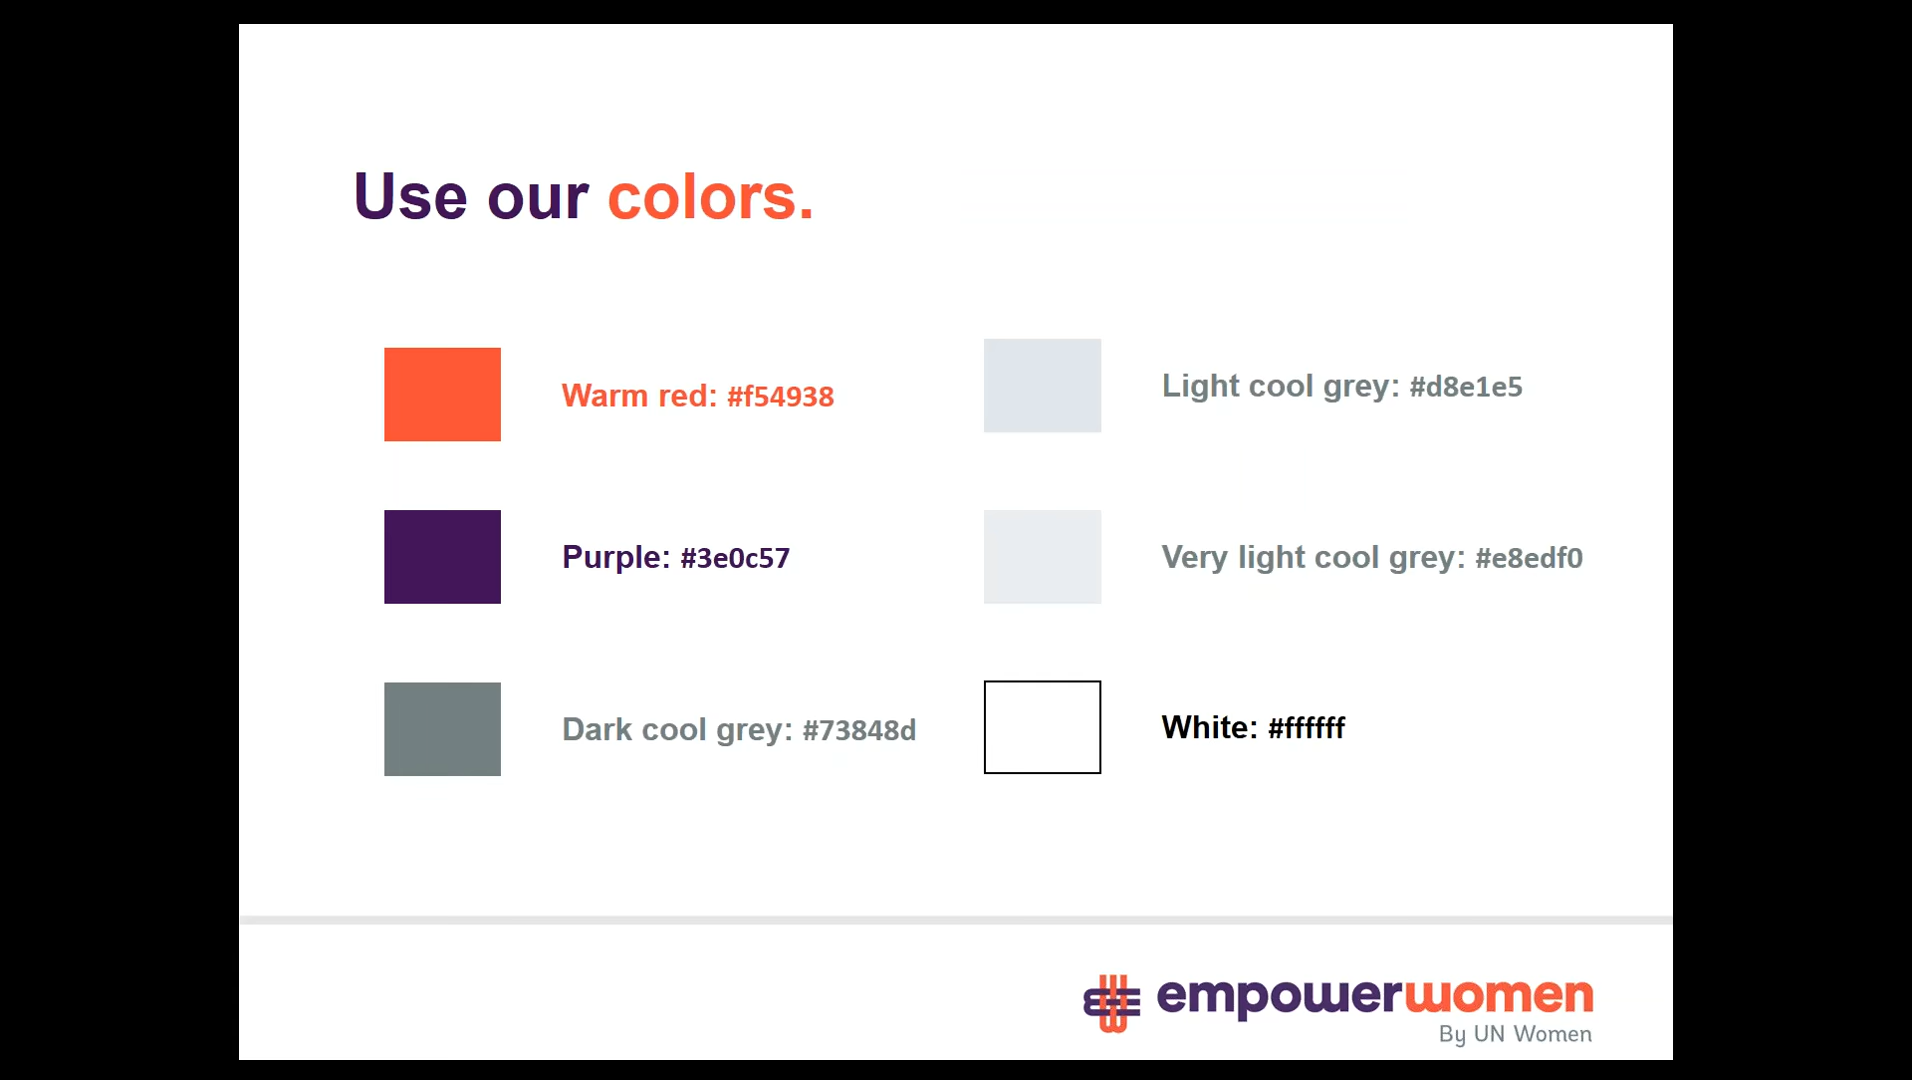 Use our colors.
Warm red: #f54938
Light cool grey: #d8e1e5
Purple: #3e0c57
Very light cool grey: #e8edf0
Dark cool grey: #73848d
White: #ffffff
empowerwomen
By UN Women